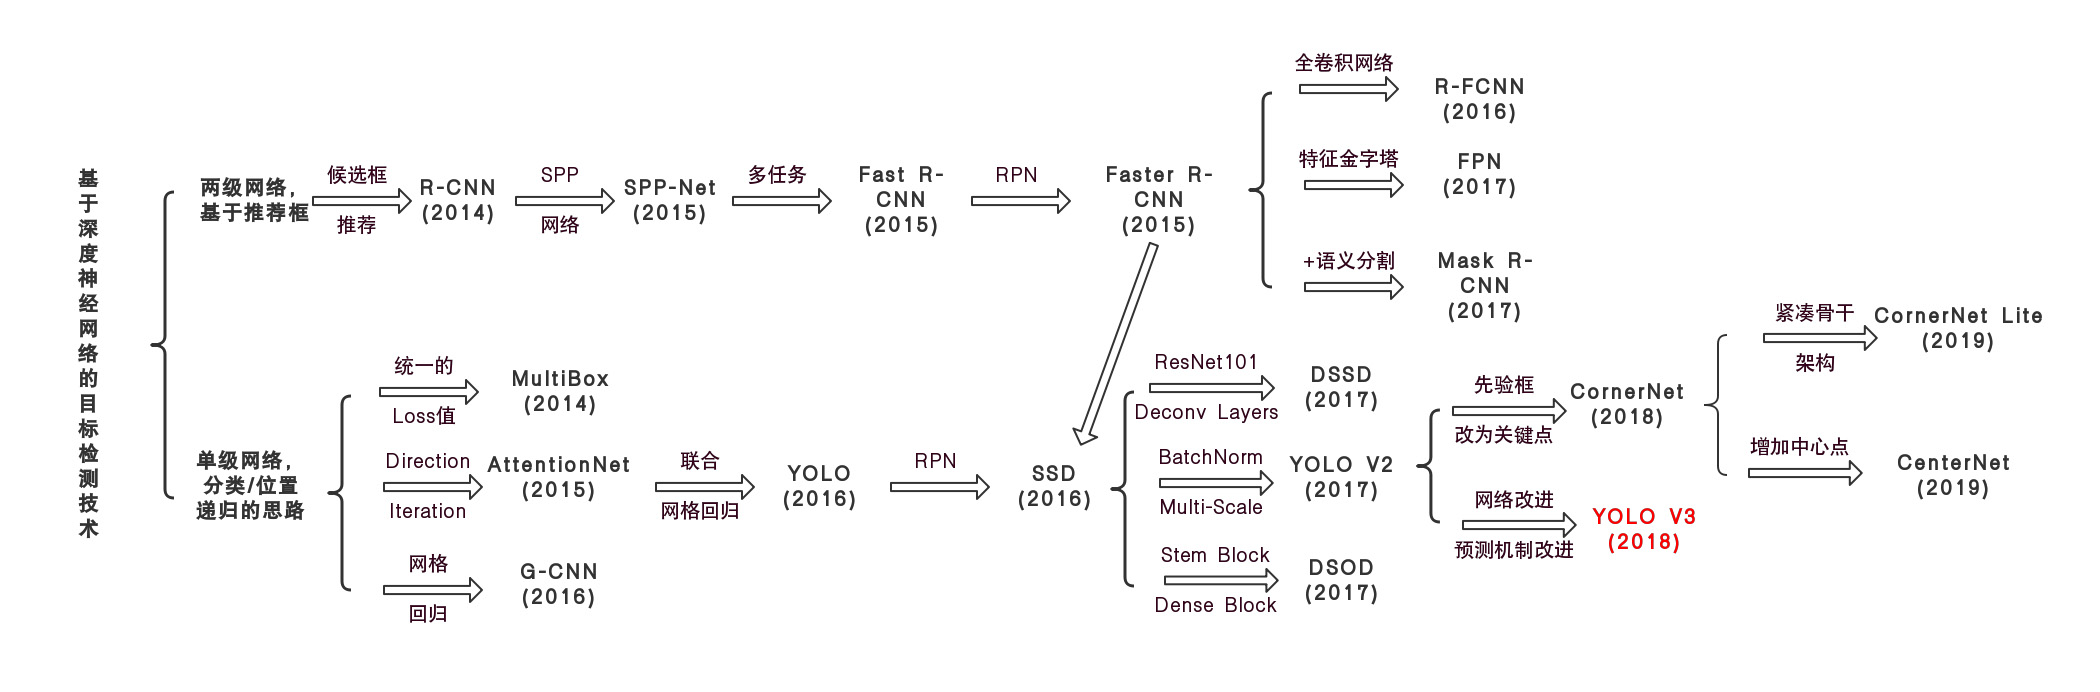 基于深度神经网络的目标检测技术
两级网络，
基于推荐框
候选框
推荐
R-CNN
(2014)
SPP
网络
SPP-Net
(2015)
多任务
Fast R-
CNN
(2015)
RPN
Faster R-
CNN
(2015)
全卷积网络
R-FCNN
(2016)
特征金字塔
FPN
(2017)
+语义分割
Mask R-
CNN
(2017)
单级网络，
分类/位置
递归的思路
统一的
Loss值
MultiBox
(2014)
Direction
Iteration
AttentionNet
(2015)
网格
回归
G-CNN
(2016)
联合
网格回归
YOLO
(2016)
RPN
SSD
(2016)
ResNet101
Deconv Layers
DSSD
(2017)
BatchNorm
Multi-Scale
YOLO V2
(2017)
Stem Block
Dense Block
DSOD
(2017)
先验框
改为关键点
CornerNet
(2018)
网络改进
预测机制改进
YOLO V3
(2018)
紧凑骨干
架构
CornerNet Lite
(2019)
增加中心点
CenterNet
(2019)